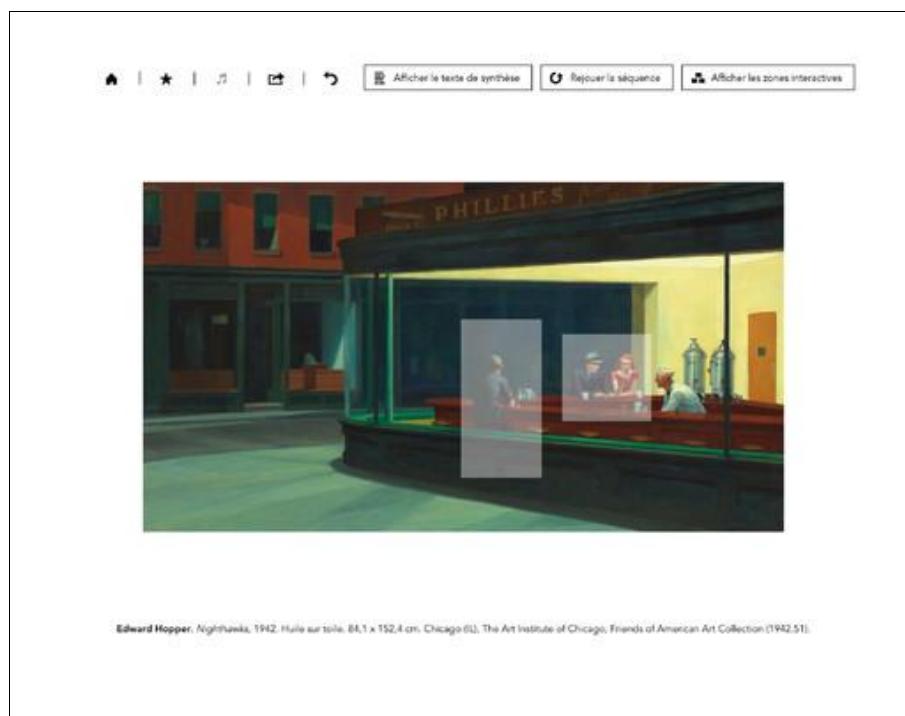 Afficher le texte de synthèse
Rejouer la séquence
Afficher les zones interactives
PHILLIES
Edward Hopper. Nighthawks, 1942. Huile sur toile. 84,1 x 152,4 cm. Chicago (IL), The Art Institute of Chicago, Friends of American Art Collection (1942.51).